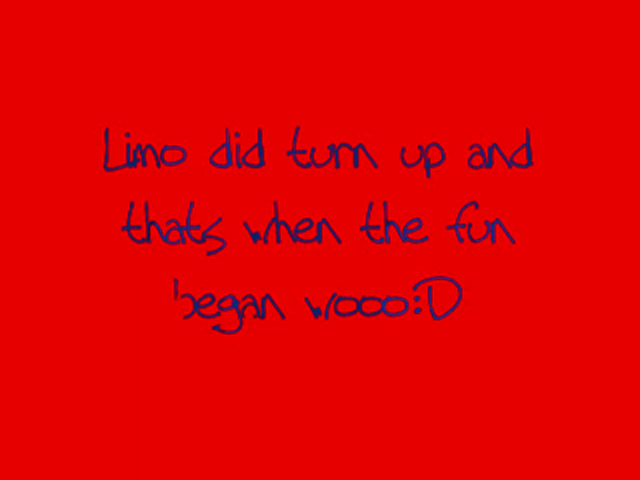 Limo did turn up and
thats when the fun
began wooo:D